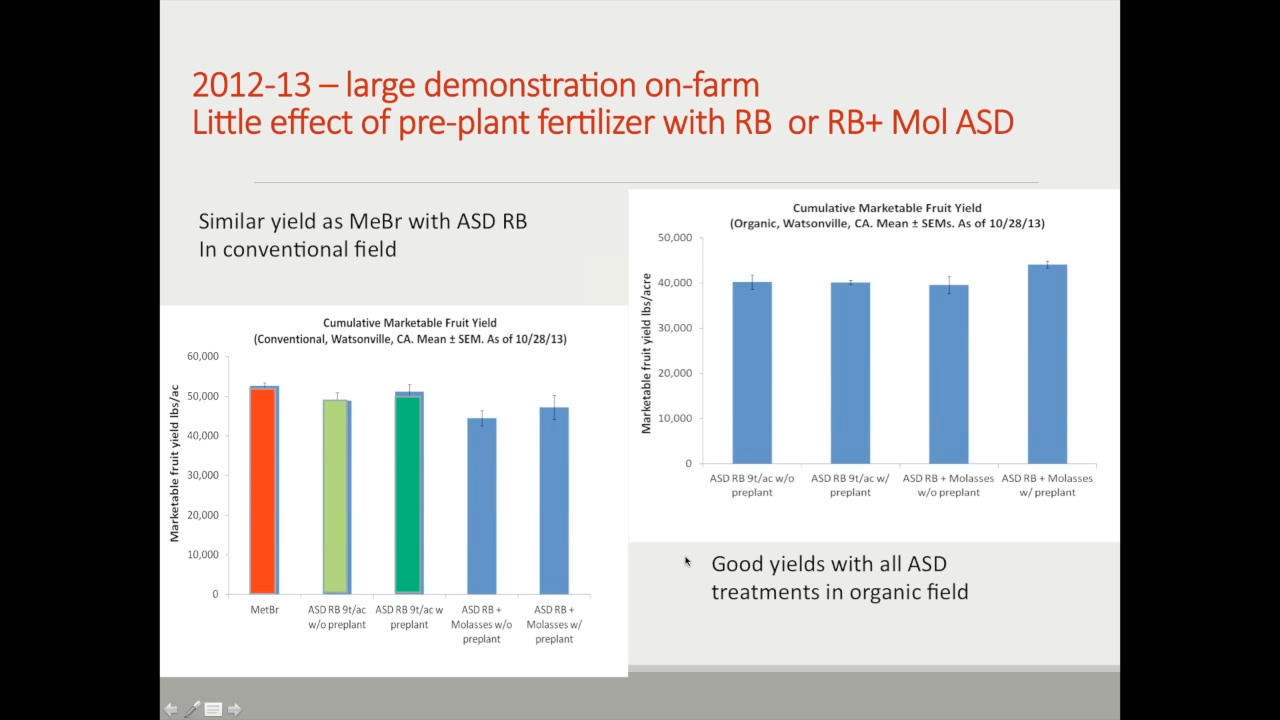 2012-13 – large demonstration on-farm
Little effect of pre-plant fertilizer with RB or RB+ Mol ASD
Similar yield as MeBr with ASD RB
In conventional field
Cumulative Marketable Fruit Yield
(Conventional, Watsonville, CA. Mean ± SEM. As of 10/28/13)
Marketable fruit yield lbs/ac
60,000
50,000
40,000
30,000
20,000
10,000
0
MetBr
ASD RB 9t/ac
w/o preplant
ASD RB 9t/ac w
preplant
ASD RB +
Molasses w/o
preplant
ASD RB +
Molasses w/
preplant
Cumulative Marketable Fruit Yield
(Organic, Watsonville, CA. Mean ± SEMs. As of 10/28/13)
Marketable fruit yield lbs/acre
50,000
40,000
30,000
20,000
10,000
0
ASD RB 9t/ac w/o
preplant
ASD RB 9t/ac w/
preplant
ASD RB + Molasses
w/o preplant
ASD RB + Molasses
w/ preplant
Good yields with all ASD
treatments in organic field